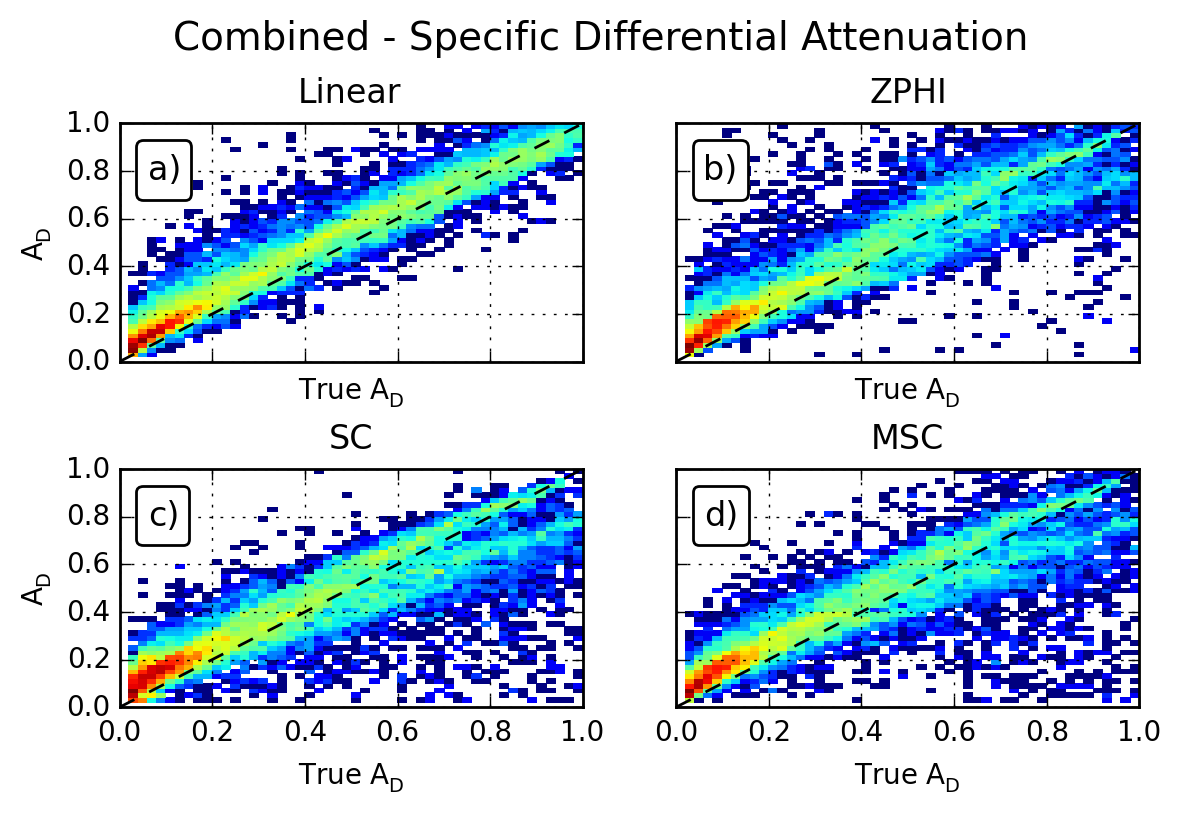 Combined - Specific Differential Attenuation
Linear
ZPHI
1.0
0.8
0.6
0.4
0.2
0.0
A_D
a)
b)
True A_D
True A_D
SC
MSC
1.0
0.8
0.6
0.4
0.2
0.0
A_D
c)
d)
0.0 0.2 0.4 0.6 0.8 1.0
0.0 0.2 0.4 0.6 0.8 1.0
True A_D
True A_D